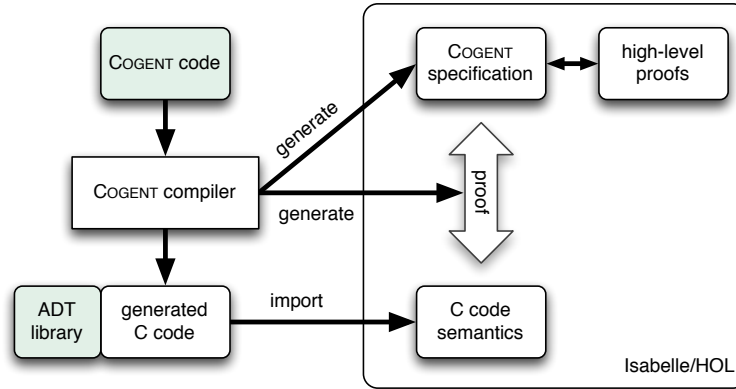 COGENT code
COGENT
specification
high-level
proofs
generate
COGENT compiler
generate
proof
ADT
library
generated
C code
import
C code
semantics
Isabelle/HOL